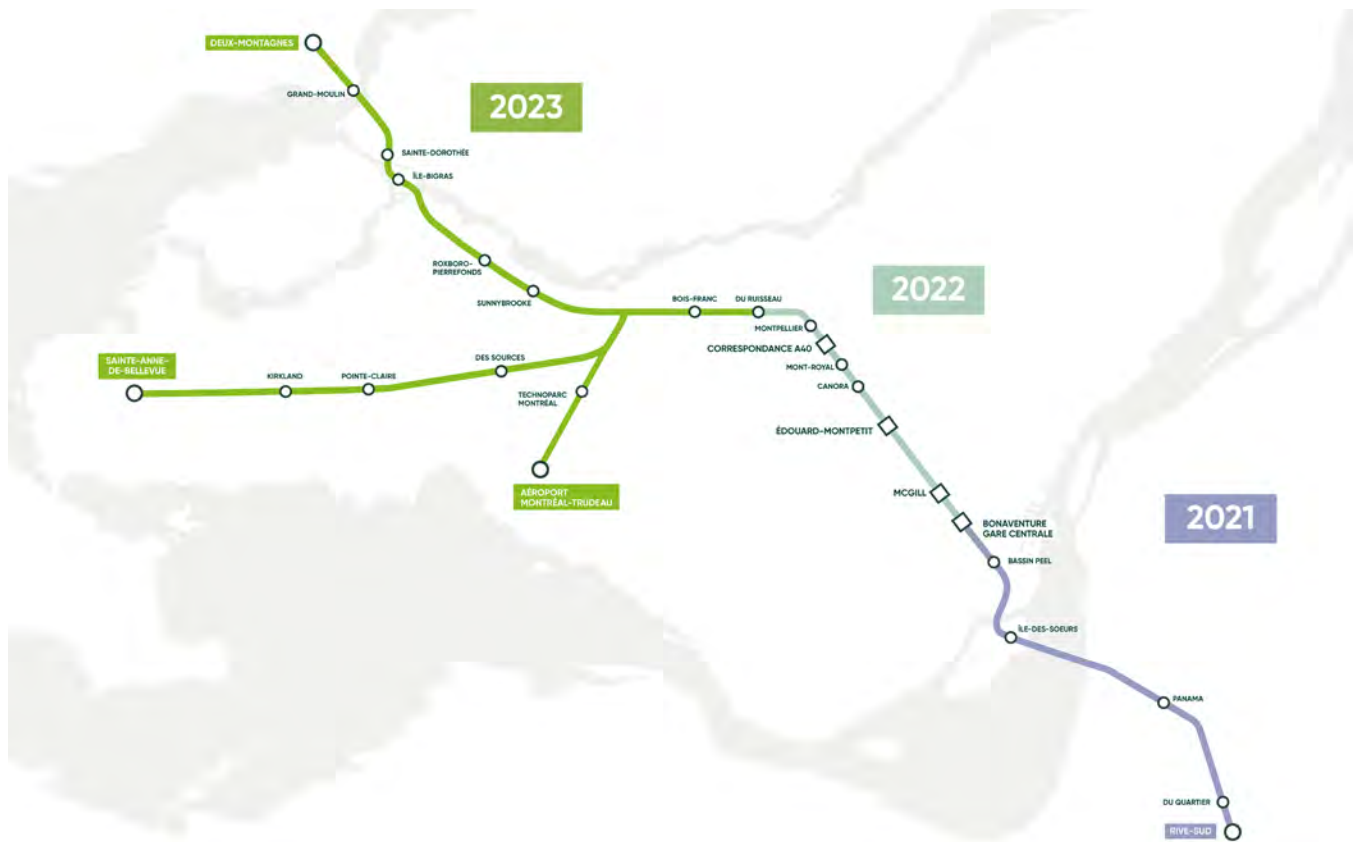 DEUX-MONTAGNES
GRAND-MOULIN
2023
SAINTE-DOROTHÉE
ÎLE-BIGRAS
ROXBORO-
PIERREFONDS
SUNNYBROOKE
BOIS-FRANC
DU RUISSEAU
2022
MONTPELLIER
CORRESPONDANCE A40
MONT-ROYAL
CANORA
SAINTE-ANNE-
DE-BELLEVUE
KIRKLAND
POINTE-CLAIRE
DES SOURCES
TECHNOPARC
MONTRÉAL
AÉROPORT
MONTRÉAL-TRUDEAU
ÉDOUARD-MONTPETIT
MCGILL
BONAVENTURE
GARE CENTRALE
2021
BASSIN PEEL
ÎLE-DES-SOEURS
PANAMA
DU QUARTIER
RIVE-SUD